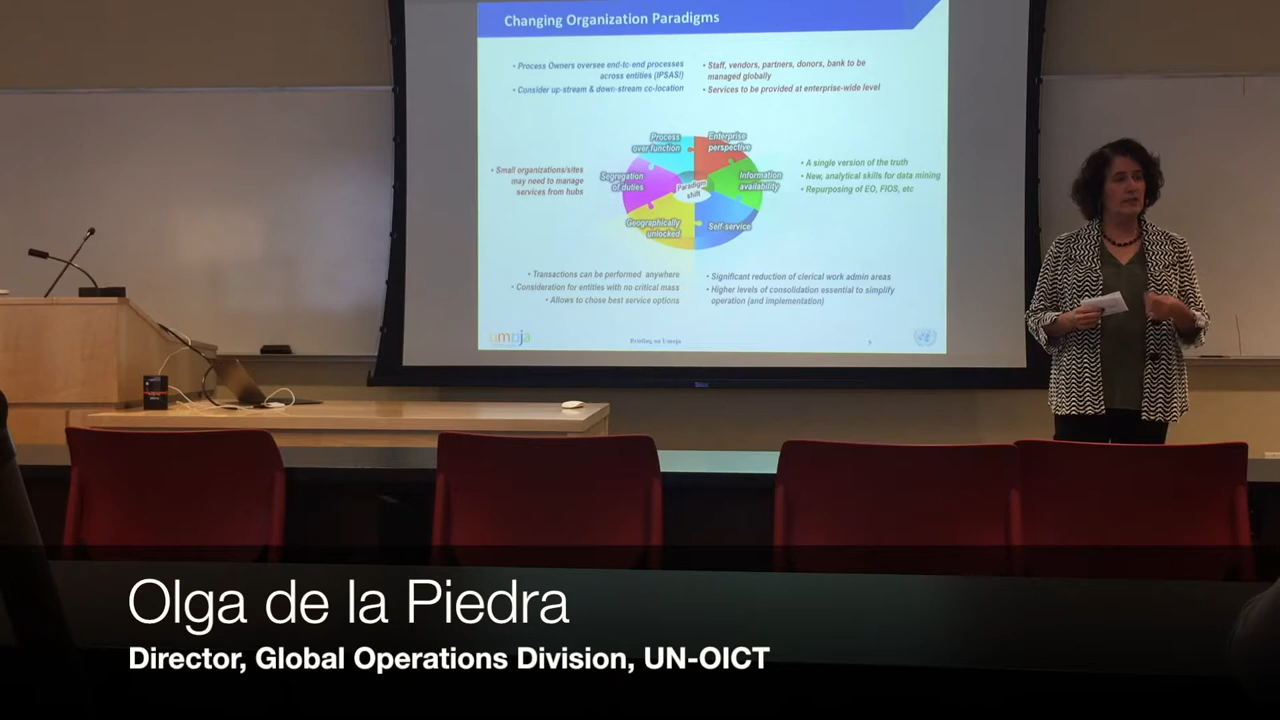 Changing Organization Paradigms
• Process Owners oversee end-to-end processes
across entities (IPSAS!)
• Consider up-stream & down-stream co-location
• Staff, vendors, partners, donors, bank to be
managed globally
• Services to be provided at enterprise-wide level
• Small organizations/sites
may need to manage
services from hubs
Process
over function
Enterprise
perspective
Segregation
of duties
Paradigm
shift
Information
availability
Geographically
unlocked
Self-service
• A single version of the truth
• New, analytical skills for data mining
• Repurposing of EO, FIOS, etc
• Transactions can be performed anywhere
• Consideration for entities with no critical mass
• Allows to chose best service options
• Significant reduction of clerical work admin areas
• Higher levels of consolidation essential to simplify
operation (and implementation)
umoja
Briefing on Umoja
5
Olga de la Piedra
Director, Global Operations Division, UN-OICT